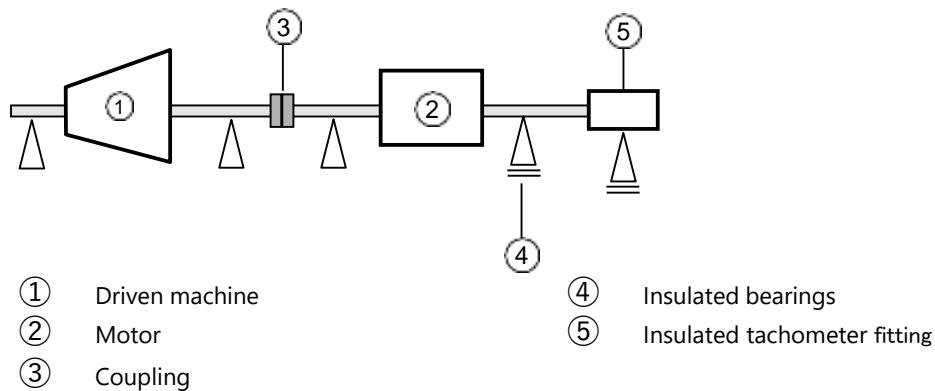 ③
⑤
①
②
④
① Driven machine
② Motor
③ Coupling
④ Insulated bearings
⑤ Insulated tachometer fitting